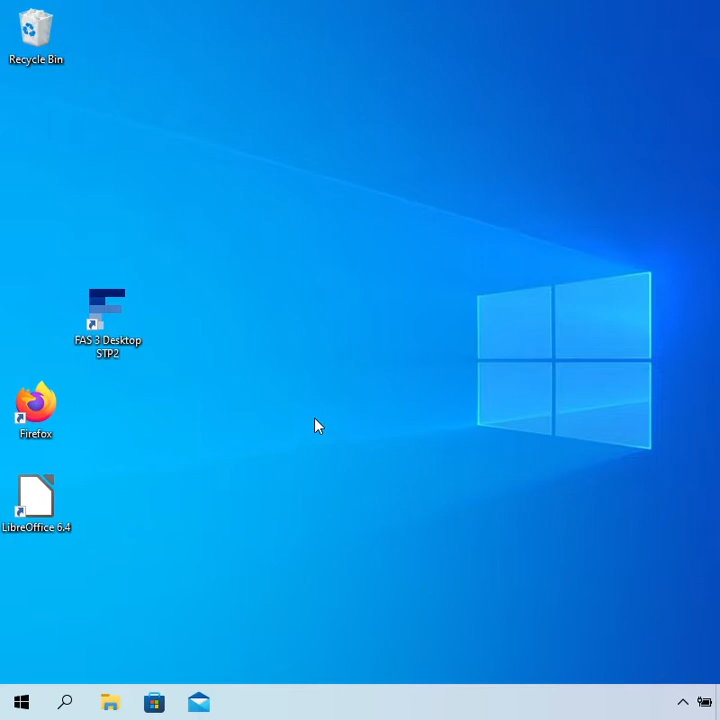 Recycle Bin
FAS 3 Desktop
STP2
Firefox
LibreOffice 6.4